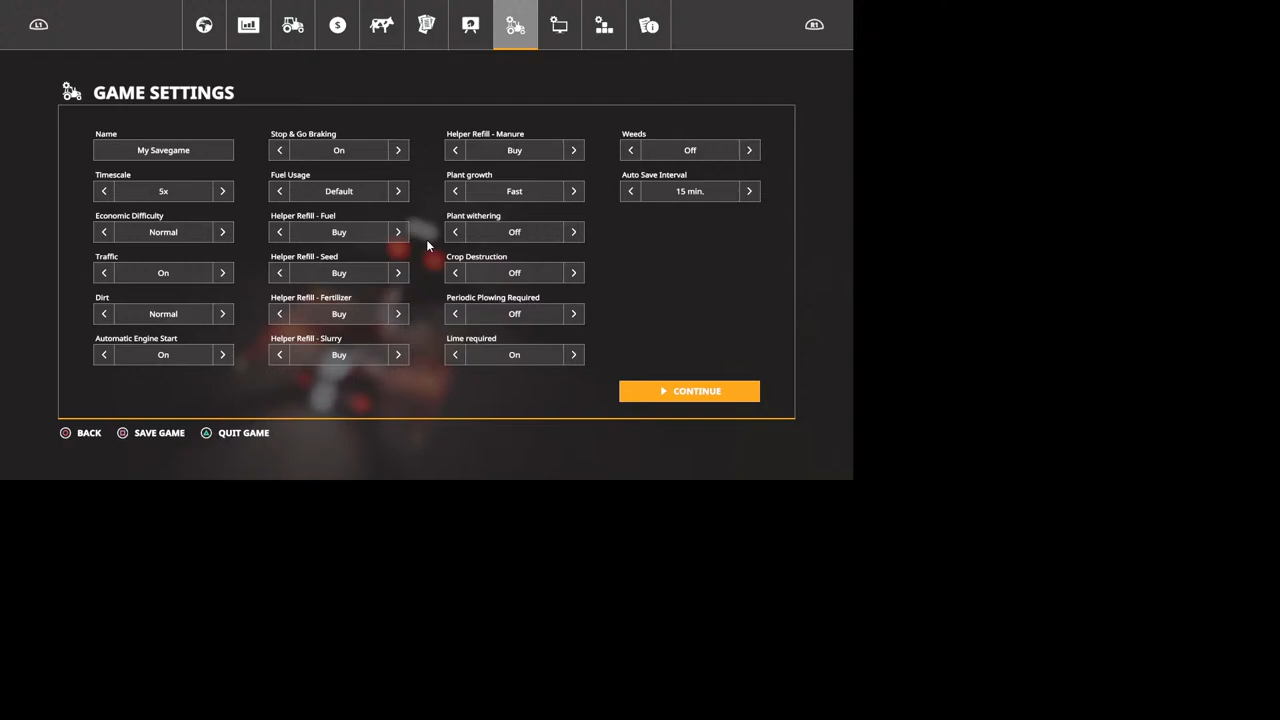 L1
R1
GAME SETTINGS
Name
My Savegame
Timescale
5x
Economic Difficulty
Normal
Traffic
On
Dirt
Normal
Automatic Engine Start
On
Stop & Go Braking
On
Fuel Usage
Default
Helper Refill - Fuel
Buy
Helper Refill - Seed
Buy
Helper Refill - Fertilizer
Buy
Helper Refill - Slurry
Buy
Helper Refill - Manure
Buy
Plant growth
Fast
Plant withering
Off
Crop Destruction
Off
Periodic Plowing Required
Off
Lime required
On
Weeds
Off
Auto Save Interval
15 min.
CONTINUE
BACK SAVE GAME QUIT GAME